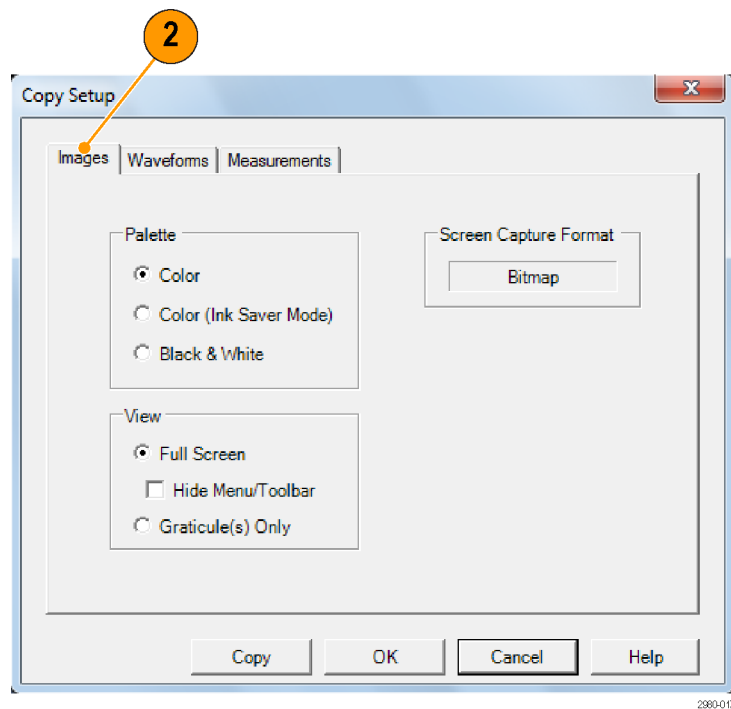 2
Copy Setup
Images Waveforms Measurements
Palette
Color
Color (Ink Saver Mode)
Black & White
Screen Capture Format
Bitmap
View
Full Screen
Hide Menu/Toolbar
Graticule(s) Only
Copy OK Cancel Help